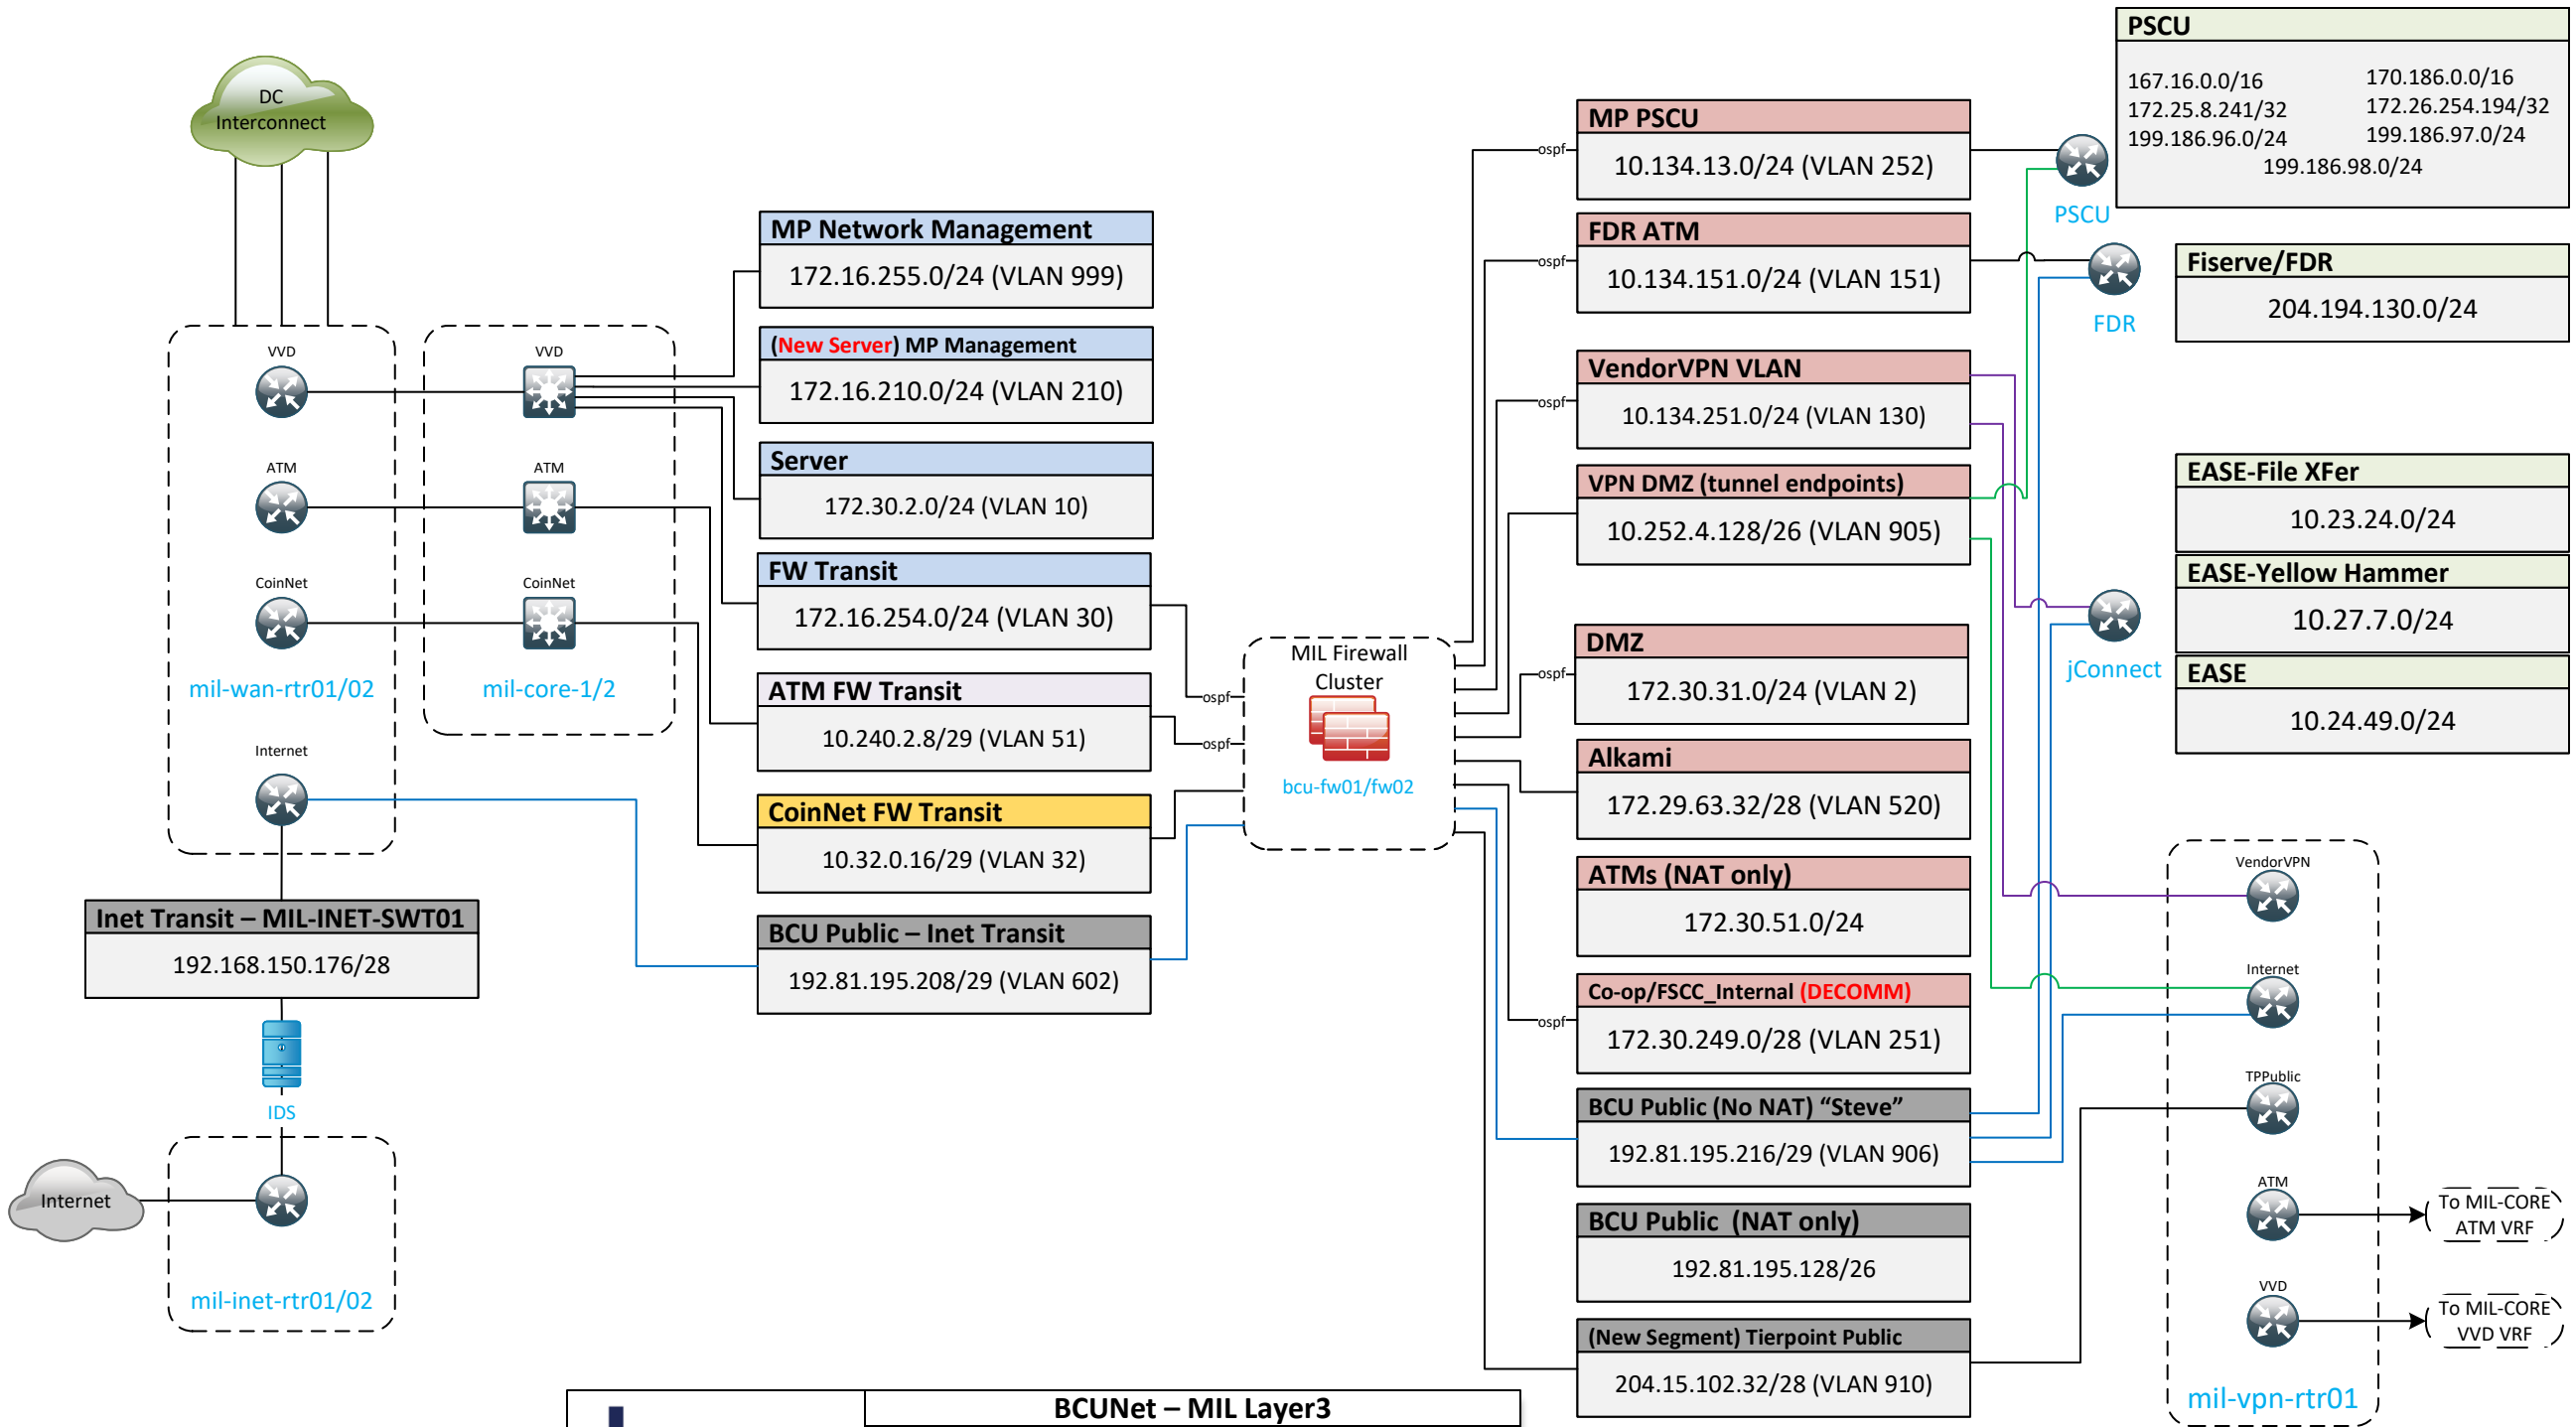 DC
Interconnect
VVD
ATM
CoinNet
mil-wan-rtr01/02
Internet
VVD
ATM
CoinNet
mil-core-1/2
Inet Transit – MIL-INET-SWT01
192.168.150.176/28
IDS
Internet
mil-inet-rtr01/02
MP Network Management
172.16.255.0/24 (VLAN 999)
(New Server) MP Management
172.16.210.0/24 (VLAN 210)
Server
172.30.2.0/24 (VLAN 10)
FW Transit
172.16.254.0/24 (VLAN 30)
ATM FW Transit
10.240.2.8/29 (VLAN 51)
CoinNet FW Transit
10.32.0.16/29 (VLAN 32)
BCU Public – Inet Transit
192.81.195.208/29 (VLAN 602)
ospf
ospf
MIL Firewall
Cluster
bcu-fw01/fw02
ospf
ospf
ospf
ospf
ospf
MP PSCU
10.134.13.0/24 (VLAN 252)
FDR ATM
10.134.151.0/24 (VLAN 151)
VendorVPN VLAN
10.134.251.0/24 (VLAN 130)
VPN DMZ (tunnel endpoints)
10.252.4.128/26 (VLAN 905)
DMZ
172.30.31.0/24 (VLAN 2)
Alkami
172.29.63.32/28 (VLAN 520)
ATMs (NAT only)
172.30.51.0/24
Co-op/FSCC_Internal (DECOMM)
172.30.249.0/28 (VLAN 251)
BCU Public (No NAT) “Steve”
192.81.195.216/29 (VLAN 906)
BCU Public (NAT only)
192.81.195.128/26
(New Segment) Tierpoint Public
204.15.102.32/28 (VLAN 910)
PSCU
FDR
jConnect
PSCU
167.16.0.0/16 170.186.0.0/16
172.25.8.241/32 172.26.254.194/32
199.186.96.0/24 199.186.97.0/24
199.186.98.0/24
Fiserve/FDR
204.194.130.0/24
EASE-File XFer
10.23.24.0/24
EASE-Yellow Hammer
10.27.7.0/24
EASE
10.24.49.0/24
VendorVPN
Internet
TPPublic
ATM
VVD
mil-vpn-rtr01
To MIL-CORE
ATM VRF
To MIL-CORE
VVD VRF
BCUNet – MIL Layer3